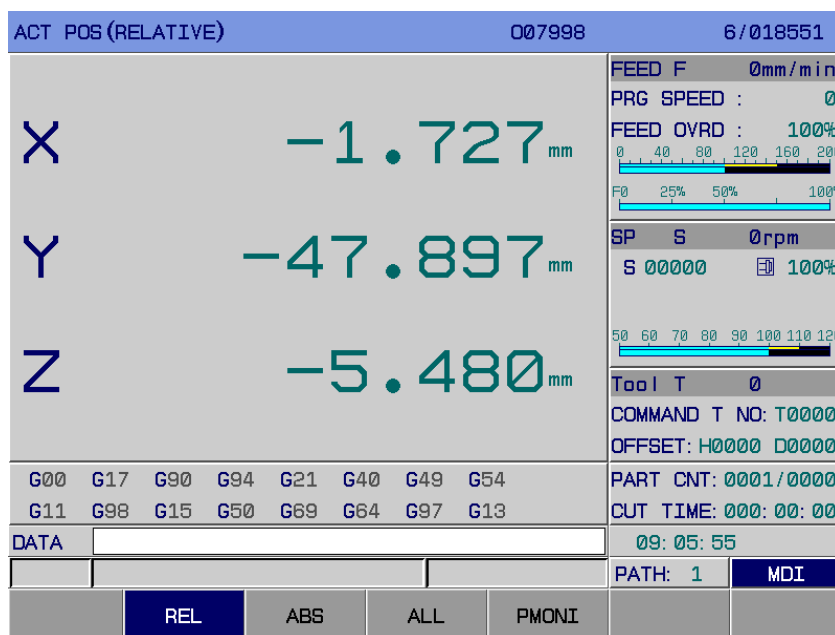 ACT POS(RELATIVE) O07998 6/018551
X -1.727 mm
Y -47.897 mm
Z -5.480 mm
FEED F 0mm/min
PRG SPEED : 0
FEED OVRD : 100%
0 40 80 120 160 200
F0 25% 50% 100%
SP S 0rpm
S 00000 100%
50 60 70 80 90 100 110 12
Tool T 0
COMMAND T NO: T0000
OFFSET: H0000 D0000
G00 G17 G90 G94 G21 G40 G49 G54
G11 G98 G15 G50 G69 G64 G97 G13
PART CNT: 0001/0000
CUT TIME: 000:00:00
DATA
09:05:55
PATH: 1 MDI
REL ABS ALL PMONI